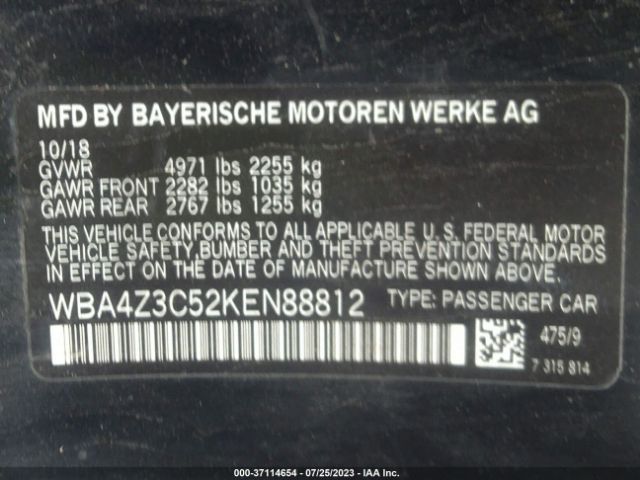 MFD BY BAYERISCHE MOTOREN WERKE AG
10/18
GVWR 4971 lbs 2255 kg
GAWR FRONT 2282 lbs 1035 kg
GAWR REAR 2767 lbs 1255 kg
THIS VEHICLE CONFORMS TO ALL APPLICABLE U.S. FEDERAL MOTOR
VEHICLE SAFETY,BUMPER AND THEFT PREVENTION STANDARDS
IN EFFECT ON THE DATE OF MANUFACTURE SHOWN ABOVE.
WBA4Z3C52KEN88812 TYPE: PASSENGER CAR
475/9
7 315 814
000-37114654 / 07/25/2023 - IAA Inc.